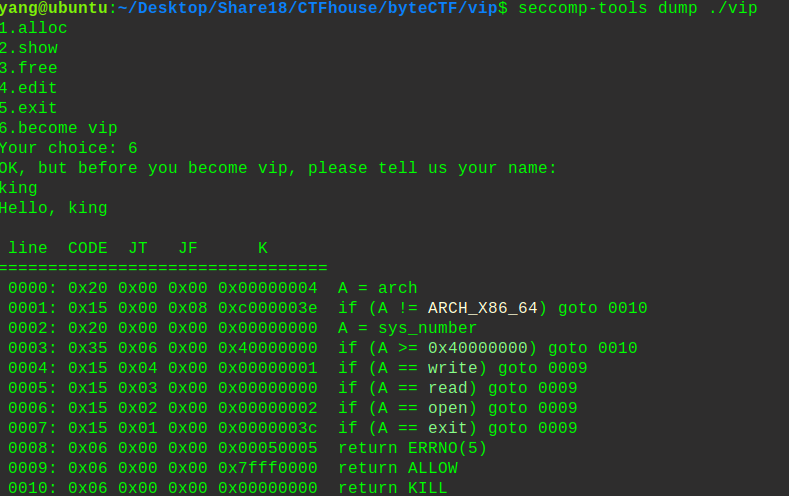 yang@ubuntu:~/Desktop/Share18/CTFhouse/byteCTF/vip$ seccomp-tools dump ./vip
1.alloc
2.show
3.free
4.edit
5.exit
6.become vip
Your choice: 6
OK, but before you become vip, please tell us your name:
king
Hello, king
line  CODE  JT   JF      K
=================================
0000: 0x20 0x00 0x00 0x00000004  A = arch
0001: 0x15 0x00 0x08 0xc000003e  if (A != ARCH_X86_64) goto 0010
0002: 0x20 0x00 0x00 0x00000000  A = sys_number
0003: 0x35 0x06 0x00 0x40000000  if (A >= 0x40000000) goto 0010
0004: 0x15 0x04 0x00 0x00000001  if (A == write) goto 0009
0005: 0x15 0x03 0x00 0x00000000  if (A == read) goto 0009
0006: 0x15 0x02 0x00 0x00000002  if (A == open) goto 0009
0007: 0x15 0x01 0x00 0x0000003c  if (A == exit) goto 0009
0008: 0x06 0x00 0x00 0x00050005  return ERRNO(5)
0009: 0x06 0x00 0x00 0x7fff0000  return ALLOW
0010: 0x06 0x00 0x00 0x00000000  return KILL